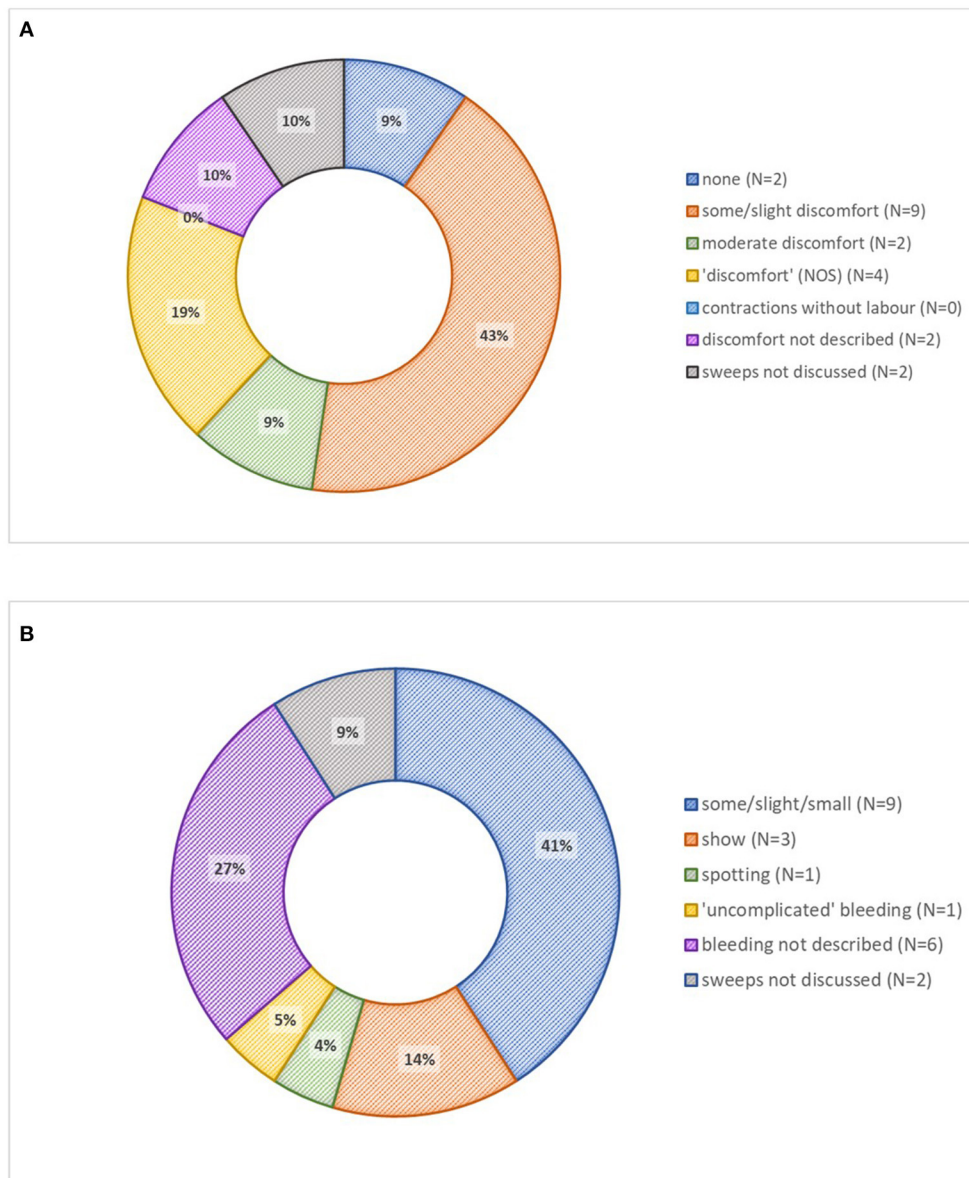 A
10%
9%
10%
0%
19%
43%
9%
none (N=2)
some/slight discomfort (N=9)
moderate discomfort (N=2)
'discomfort' (NOS) (N=4)
contractions without labour (N=0)
discomfort not described (N=2)
sweeps not discussed (N=2)
B
9%
41%
27%
5%
4%
14%
some/slight/small (N=9)
show (N=3)
spotting (N=1)
'uncomplicated' bleeding (N=1)
bleeding not described (N=6)
sweeps not discussed (N=2)